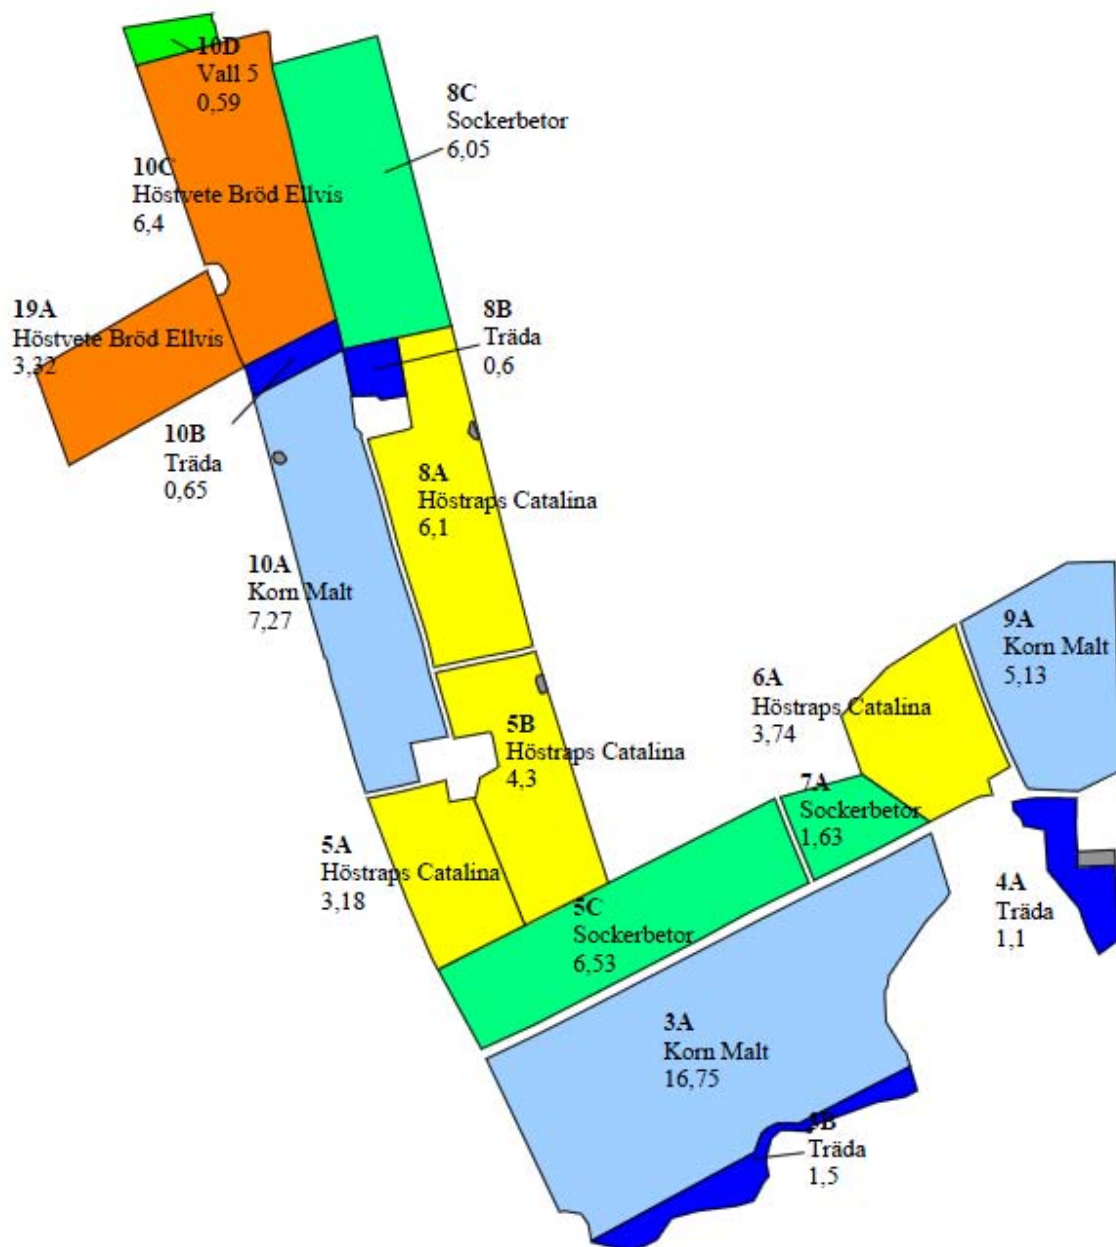 10D
Vall 5
0,59
8C
Sockerbetor
6,05
10C
Höstvete Bröd Ellvis
6,4
19A
Höstvete Bröd Ellvis
3,32
8B
Träda
0,6
10B
Träda
0,65
8A
Höstraps Catalina
6,1
10A
Korn Malt
7,27
9A
Korn Malt
5,13
6A
Höstraps Catalina
3,74
5B
Höstraps Catalina
4,3
7A
Sockerbetor
1,63
5A
Höstraps Catalina
3,18
4A
Träda
1,1
5C
Sockerbetor
6,53
3A
Korn Malt
16,75
Träda
1,5